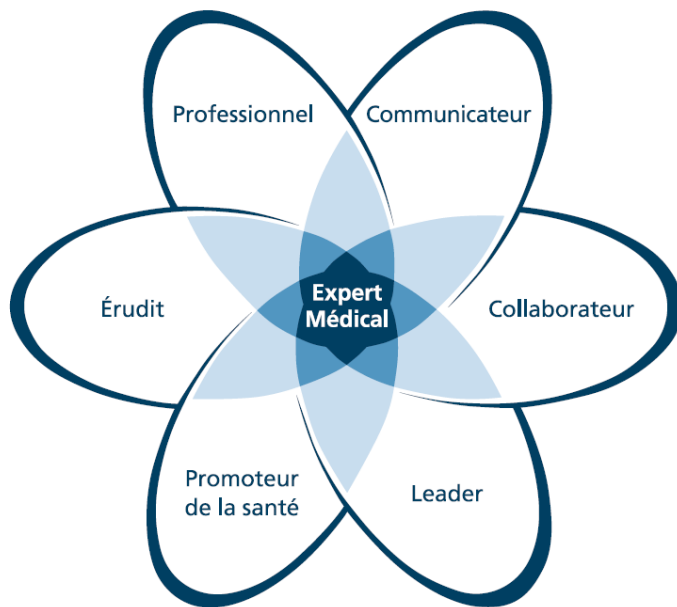 Professionnel
Communicateur
Érudit
Expert
Médical
Collaborateur
Promoteur
de la santé
Leader